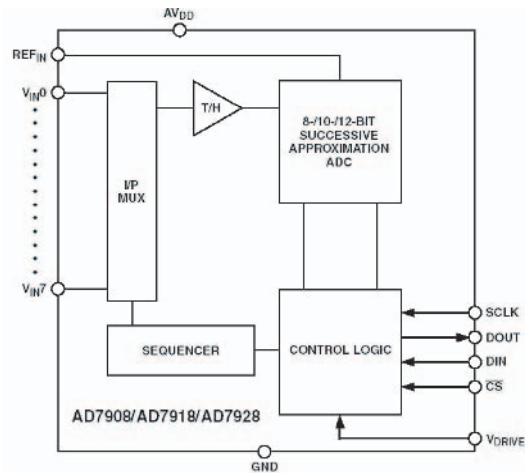 AVDD
REFIN
VIN0
T/H
8-/10-/12-BIT
SUCCESSIVE
APPROXIMATION
ADC
I/P
MUX
VIN7
SCLK
SEQUENCER
CONTROL LOGIC
DOUT
DIN
CS
AD7908/AD7918/AD7928
VDRIVE
GND